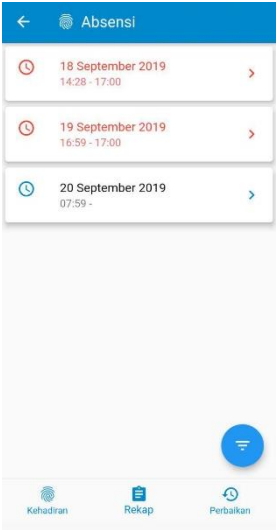 Absensi
18 September 2019
14:28 - 17:00
19 September 2019
16:59 - 17:00
20 September 2019
07:59 -
Kehadiran
Rekap
Perbaikan